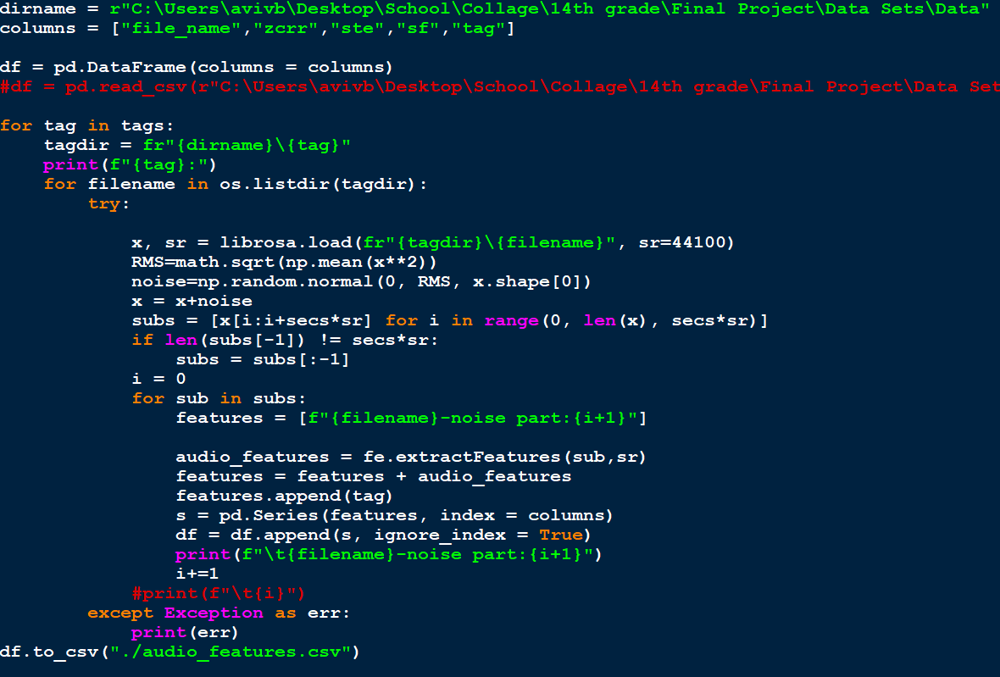 dirname = r"C:\Users\avivb\Desktop\School\Collage\14th grade\Final Project\Data Sets\Data"
columns = ["file_name","zcrr","ste","sf","tag"]
df = pd.DataFrame(columns = columns)
#df = pd.read_csv(r"C:\Users\avivb\Desktop\School\Collage\14th grade\Final Project\Data Set
for tag in tags:
    tagdir = fr"{dirname}\{tag}"
    print(f"{tag}:")
    for filename in os.listdir(tagdir):
        try:
            x, sr = librosa.load(fr"{tagdir}\{filename}", sr=44100)
            RMS=math.sqrt(np.mean(x**2))
            noise=np.random.normal(0, RMS, x.shape[0])
            x = x+noise
            subs = [x[i:i+secs*sr] for i in range(0, len(x), secs*sr)]
            if len(subs[-1]) != secs*sr:
                subs = subs[:-1]
            i = 0
            for sub in subs:
                features = [f"{filename}-noise part:{i+1}"]
                audio_features = fe.extractFeatures(sub,sr)
                features = features + audio_features
                features.append(tag)
                s = pd.Series(features, index = columns)
                df = df.append(s, ignore_index = True)
                print(f"\t{filename}-noise part:{i+1}")
                i+=1
            #print(f"\t{i}")
        except Exception as err:
            print(err)
df.to_csv("./audio_features.csv")